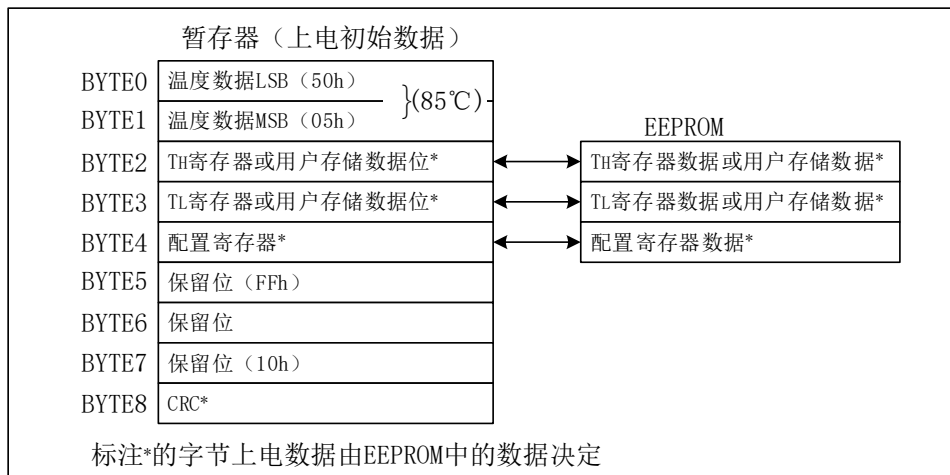 暂存器（上电初始数据）
BYTE0 温度数据LSB（50h）
}(85℃)
BYTE1 温度数据MSB（05h）
EEPROM
BYTE2 TH寄存器或用户存储数据位* TH寄存器数据或用户存储数据*
BYTE3 TL寄存器或用户存储数据位* TL寄存器数据或用户存储数据*
BYTE4 配置寄存器* 配置寄存器数据*
BYTE5 保留位（FFh）
BYTE6 保留位
BYTE7 保留位（10h）
BYTE8 CRC*
标注*的字节上电数据由EEPROM中的数据决定